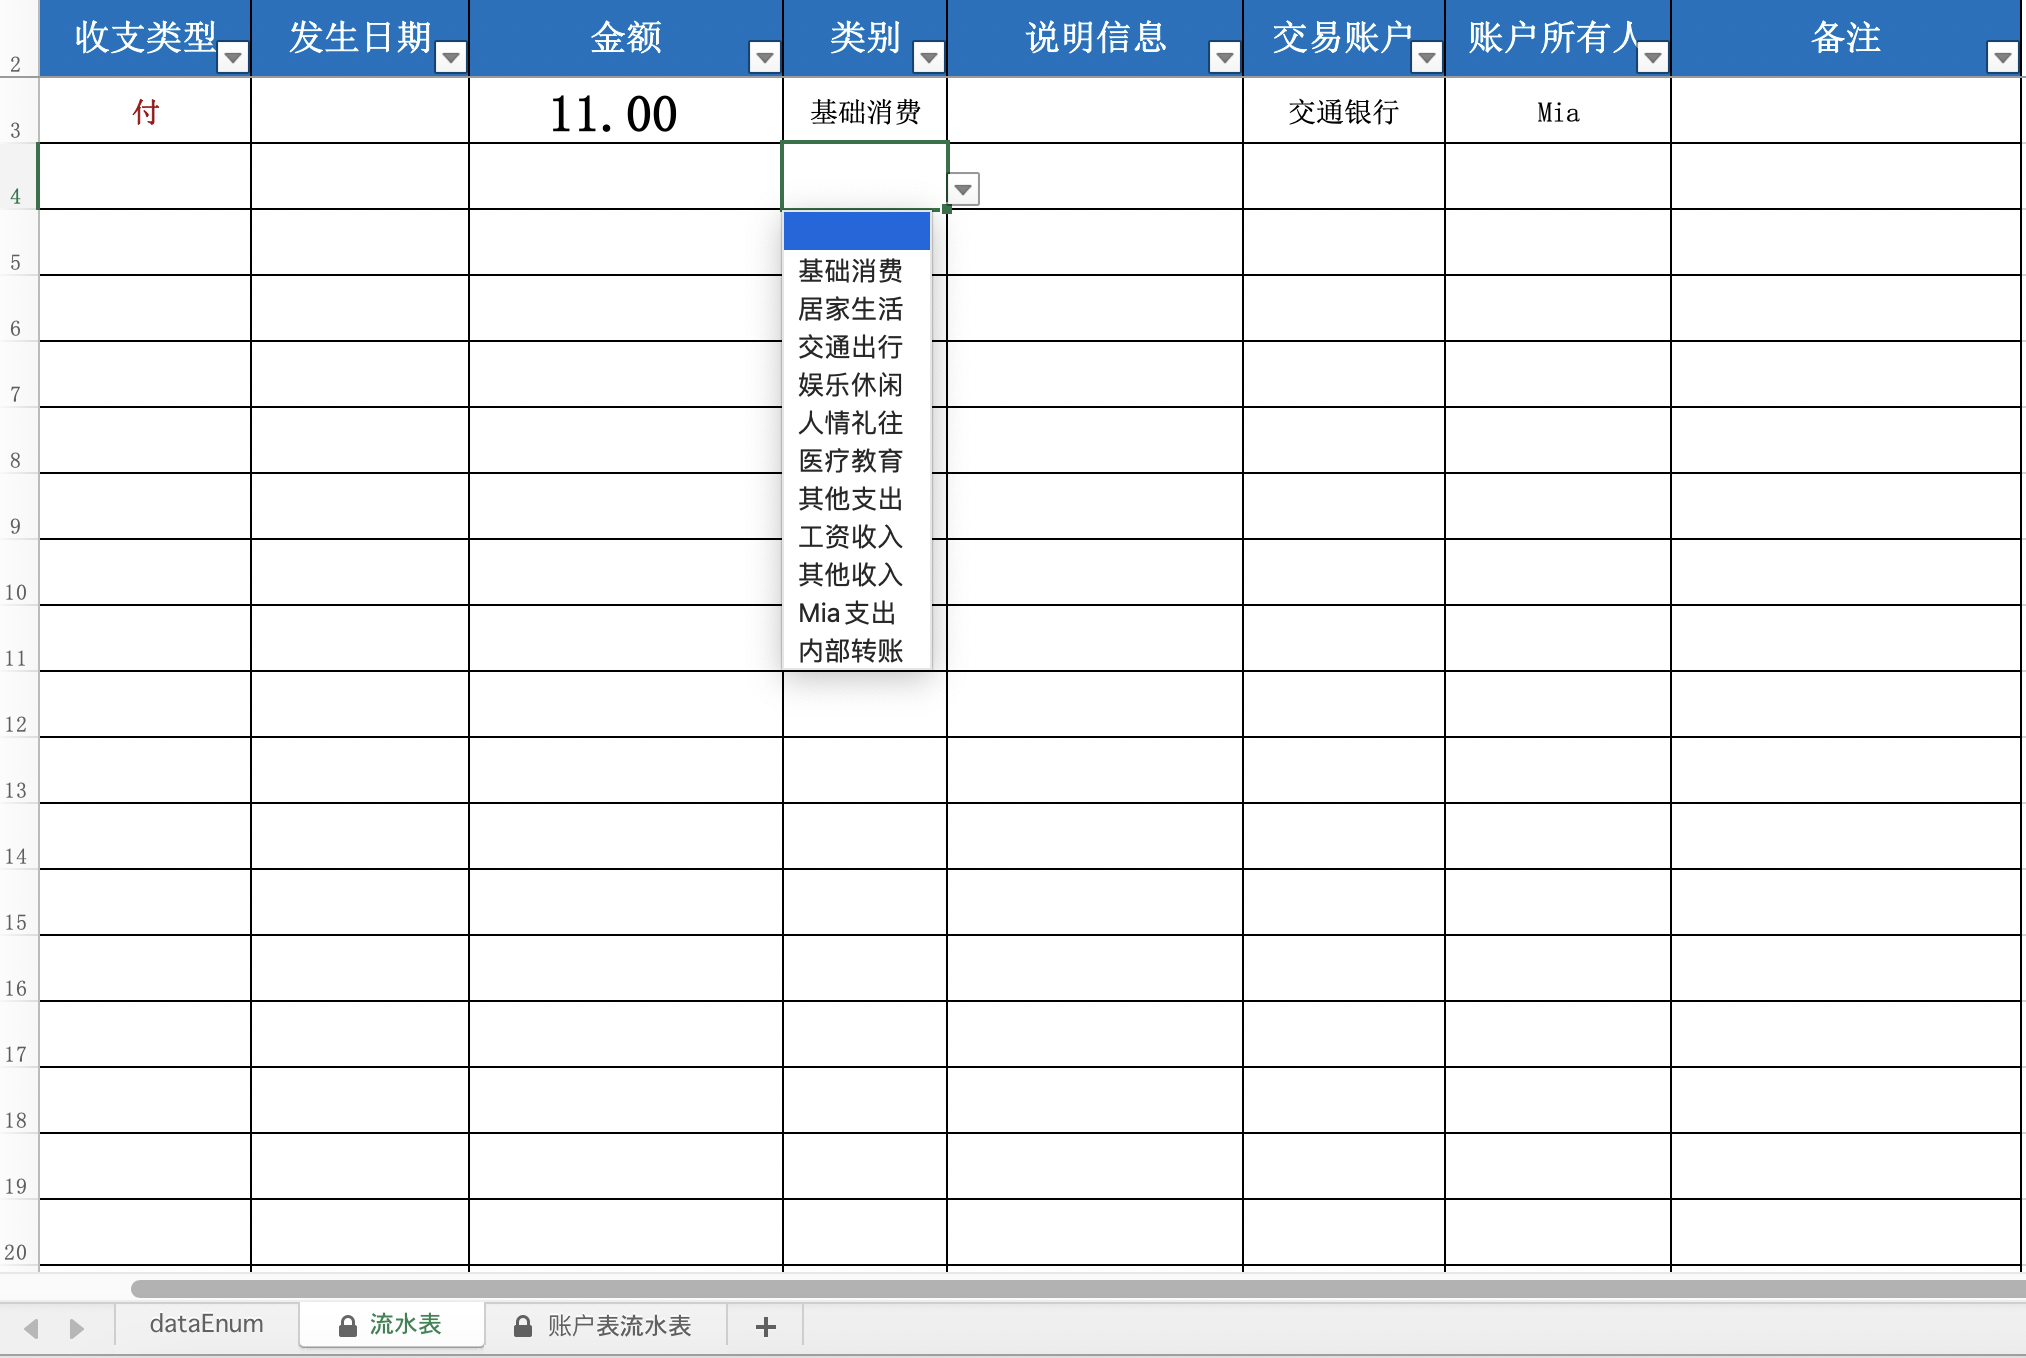 2 收支类型 发生日期 金额 类别 说明信息 交易账户 账户所有人 备注
3 付 11.00 基础消费 交通银行 Mia
4
5
基础消费
居家生活
6
交通出行
娱乐休闲
7
人情礼往
8
医疗教育
其他支出
9
工资收入
其他收入
10
Mia支出
内部转账
11
12
13
14
15
16
17
18
19
20
dataEnum 流水表 账户表流水表 +